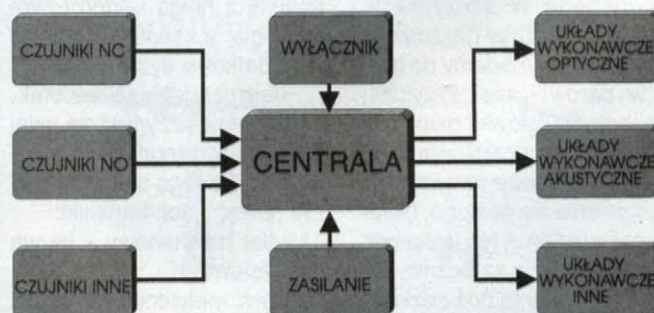 CZUJNIKI NC
WYŁĄCZNIK
UKŁADY
WYKONAWCZE
OPTYCZNE
CZUJNIKI NO
CENTRALA
UKŁADY
WYKONAWCZE
AKUSTYCZNE
CZUJNIKI INNE
ZASILANIE
UKŁADY
WYKONAWCZE
INNE